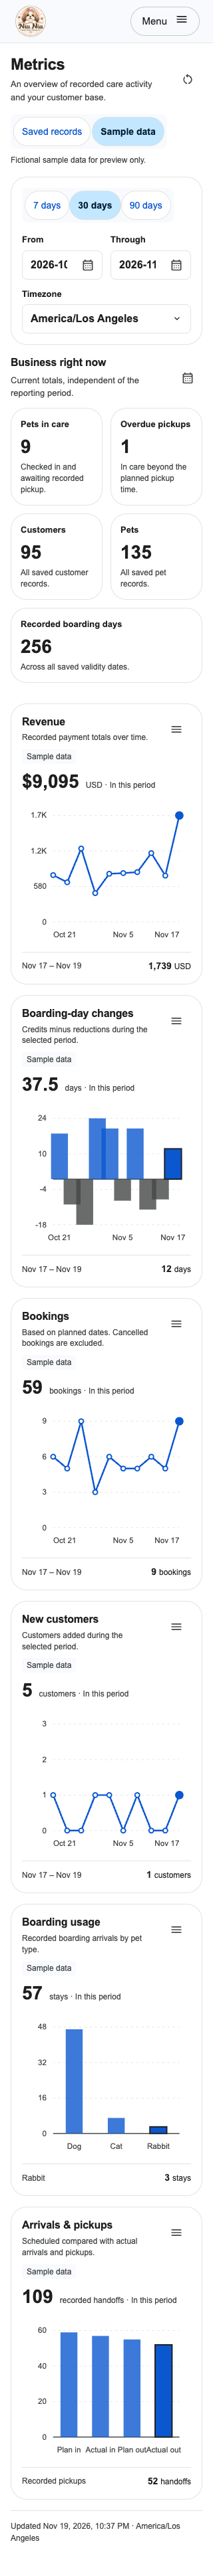 Menu
Metrics
An overview of recorded care activity
and your customer base.
Saved records
Sample data
Fictional sample data for preview only.
7 days
30 days
90 days
From
Through
2026-10
2026-11
Timezone
America/Los Angeles
Business right now
Current totals, independent of the
reporting period.
Pets in care
9
Checked in and
awaiting recorded
pickup.
Overdue pickups
1
In care beyond the
planned pickup
time.
Customers
95
All saved customer
records.
Pets
135
All saved pet
records.
Recorded boarding days
256
Across all saved validity dates.
Revenue
Recorded payment totals over time.
Sample data
$9,095 USD · In this period
1.7K
1.2K
580
0
Oct 21
Nov 5
Nov 17
Nov 17 – Nov 19
1,739 USD
Boarding-day changes
Credits minus reductions during the
selected period.
Sample data
37.5 days · In this period
24
10
-4
-18
Oct 21
Nov 5
Nov 17
Nov 17 – Nov 19
12 days
Bookings
Based on planned dates. Cancelled
bookings are excluded.
Sample data
59 bookings · In this period
9
6
3
0
Oct 21
Nov 5
Nov 17
Nov 17 – Nov 19
9 bookings
New customers
Customers added during the
selected period.
Sample data
5 customers · In this period
3
2
1
0
Oct 21
Nov 5
Nov 17
Nov 17 – Nov 19
1 customers
Boarding usage
Recorded boarding arrivals by pet
type.
Sample data
57 stays · In this period
48
32
16
0
Dog
Cat
Rabbit
Rabbit
3 stays
Arrivals & pickups
Scheduled compared with actual
arrivals and pickups.
Sample data
109 recorded handoffs · In this period
60
40
20
0
Plan in
Actual in
Plan out
Actual out
Recorded pickups
52 handoffs
Updated Nov 19, 2026, 10:37 PM · America/Los
Angeles